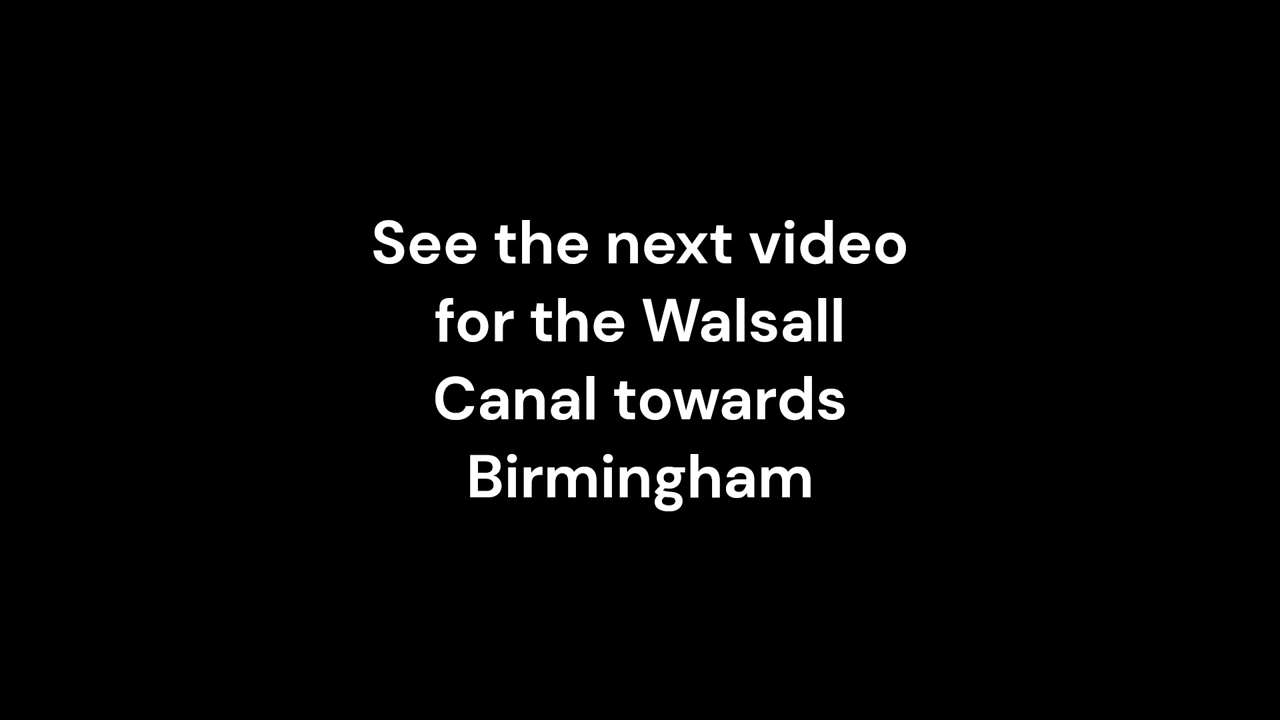 See the next video
for the Walsall
Canal towards
Birmingham